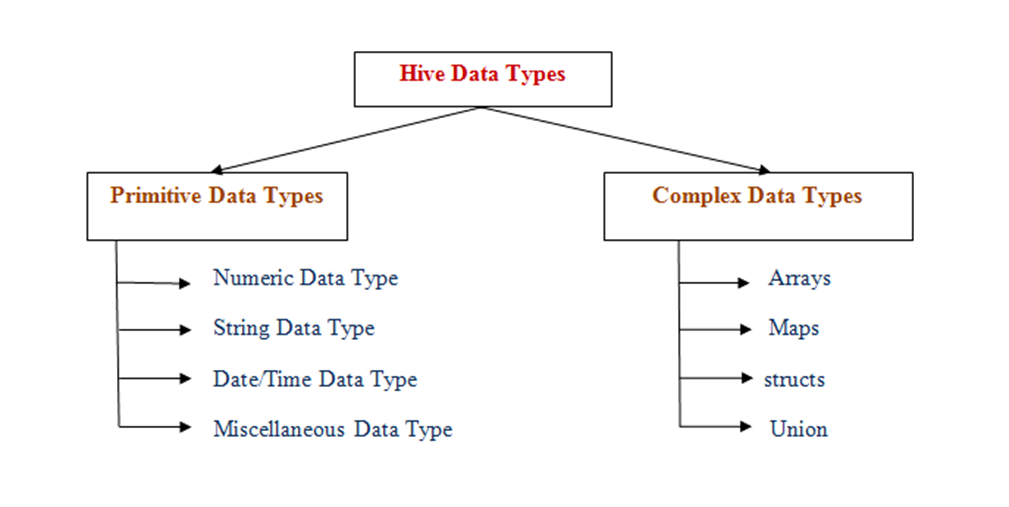 Hive Data Types
Primitive Data Types
Numeric Data Type
String Data Type
Date/Time Data Type
Miscellaneous Data Type
Complex Data Types
Arrays
Maps
structs
Union